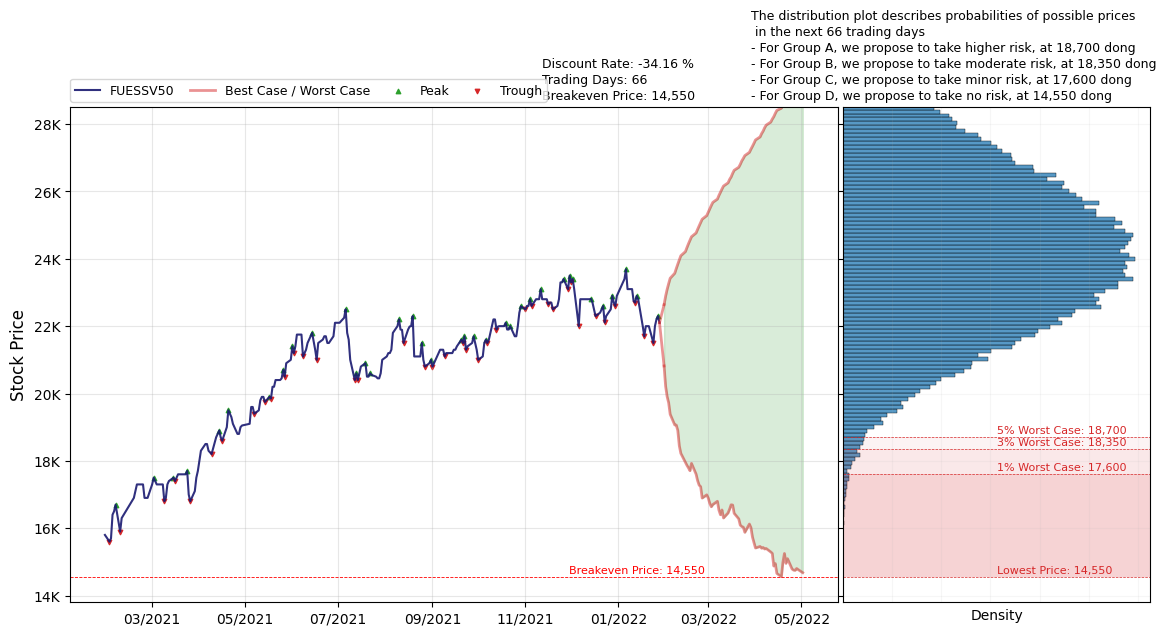 The distribution plot describes probabilities of possible prices
in the next 66 trading days
- For Group A, we propose to take higher risk, at 18,700 dong
- For Group B, we propose to take moderate risk, at 18,350 dong
- For Group C, we propose to take minor risk, at 17,600 dong
- For Group D, we propose to take no risk, at 14,550 dong
Discount Rate: -34.16 %
Trading Days: 66
Breakeven Price: 14,550
FUESSV50
Best Case / Worst Case
Peak
Trough
Stock Price
28K
26K
24K
22K
20K
18K
16K
14K
Breakeven Price: 14,550
03/2021
05/2021
07/2021
09/2021
11/2021
01/2022
03/2022
05/2022
5% Worst Case: 18,700
3% Worst Case: 18,350
1% Worst Case: 17,600
Lowest Price: 14,550
Density